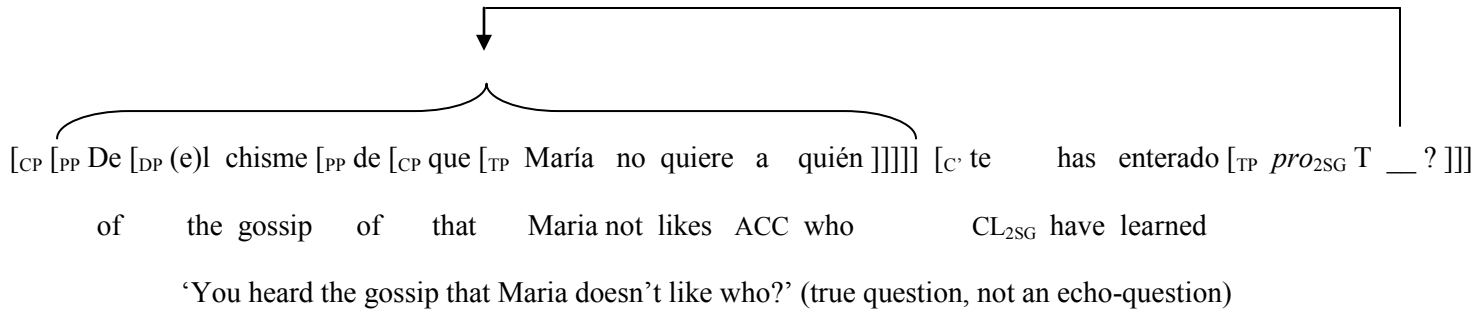 [CP [PP De [DP (e)l chisme [PP de [CP que [TP María no quiere a quién ]]]]] [C’ te has enterado [TP pro2SG T __ ? ]]]
of the gossip of that Maria not likes ACC who CL2SG have learned
‘You heard the gossip that Maria doesn’t like who?’ (true question, not an echo-question)